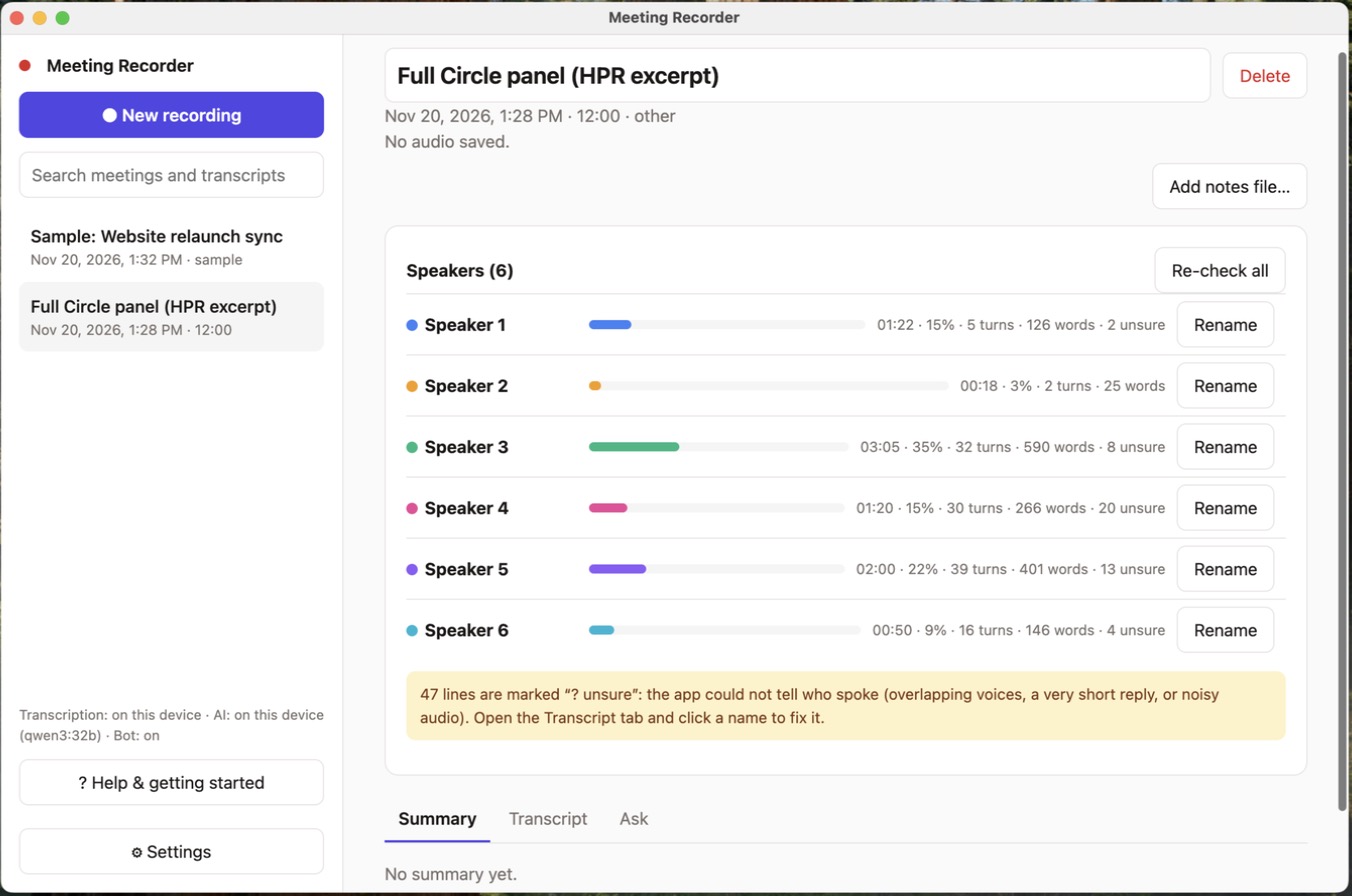 Meeting Recorder
Meeting Recorder
New recording
Search meetings and transcripts
Sample: Website relaunch sync
Nov 20, 2026, 1:32 PM · sample
Full Circle panel (HPR excerpt)
Nov 20, 2026, 1:28 PM · 12:00
Transcription: on this device · AI: on this device
(qwen3:32b) · Bot: on
? Help & getting started
⚙ Settings
Full Circle panel (HPR excerpt)
Delete
Nov 20, 2026, 1:28 PM · 12:00 · other
No audio saved.
Add notes file...
Speakers (6)
Re-check all
Speaker 1 01:22 · 15% · 5 turns · 126 words · 2 unsure Rename
Speaker 2 00:18 · 3% · 2 turns · 25 words Rename
Speaker 3 03:05 · 35% · 32 turns · 590 words · 8 unsure Rename
Speaker 4 01:20 · 15% · 30 turns · 266 words · 20 unsure Rename
Speaker 5 02:00 · 22% · 39 turns · 401 words · 13 unsure Rename
Speaker 6 00:50 · 9% · 16 turns · 146 words · 4 unsure Rename
47 lines are marked “? unsure”: the app could not tell who spoke (overlapping voices, a very short reply, or noisy
audio). Open the Transcript tab and click a name to fix it.
Summary Transcript Ask
No summary yet.